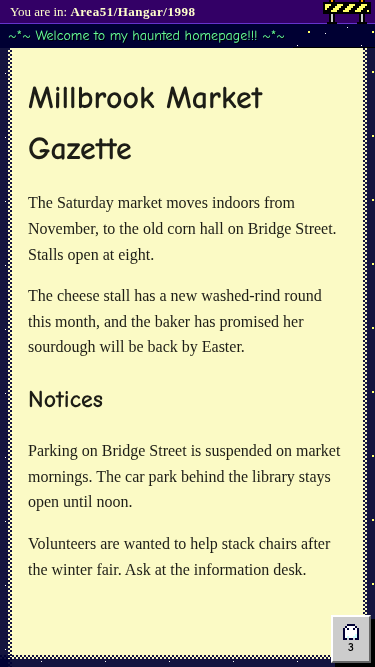 You are in: Area51/Hangar/1998
~*~ Welcome to my haunted homepage!!! ~*~
Millbrook Market
Gazette
The Saturday market moves indoors from
November, to the old corn hall on Bridge Street.
Stalls open at eight.
The cheese stall has a new washed-rind round
this month, and the baker has promised her
sourdough will be back by Easter.
Notices
Parking on Bridge Street is suspended on market
mornings. The car park behind the library stays
open until noon.
Volunteers are wanted to help stack chairs after
the winter fair. Ask at the information desk.
3